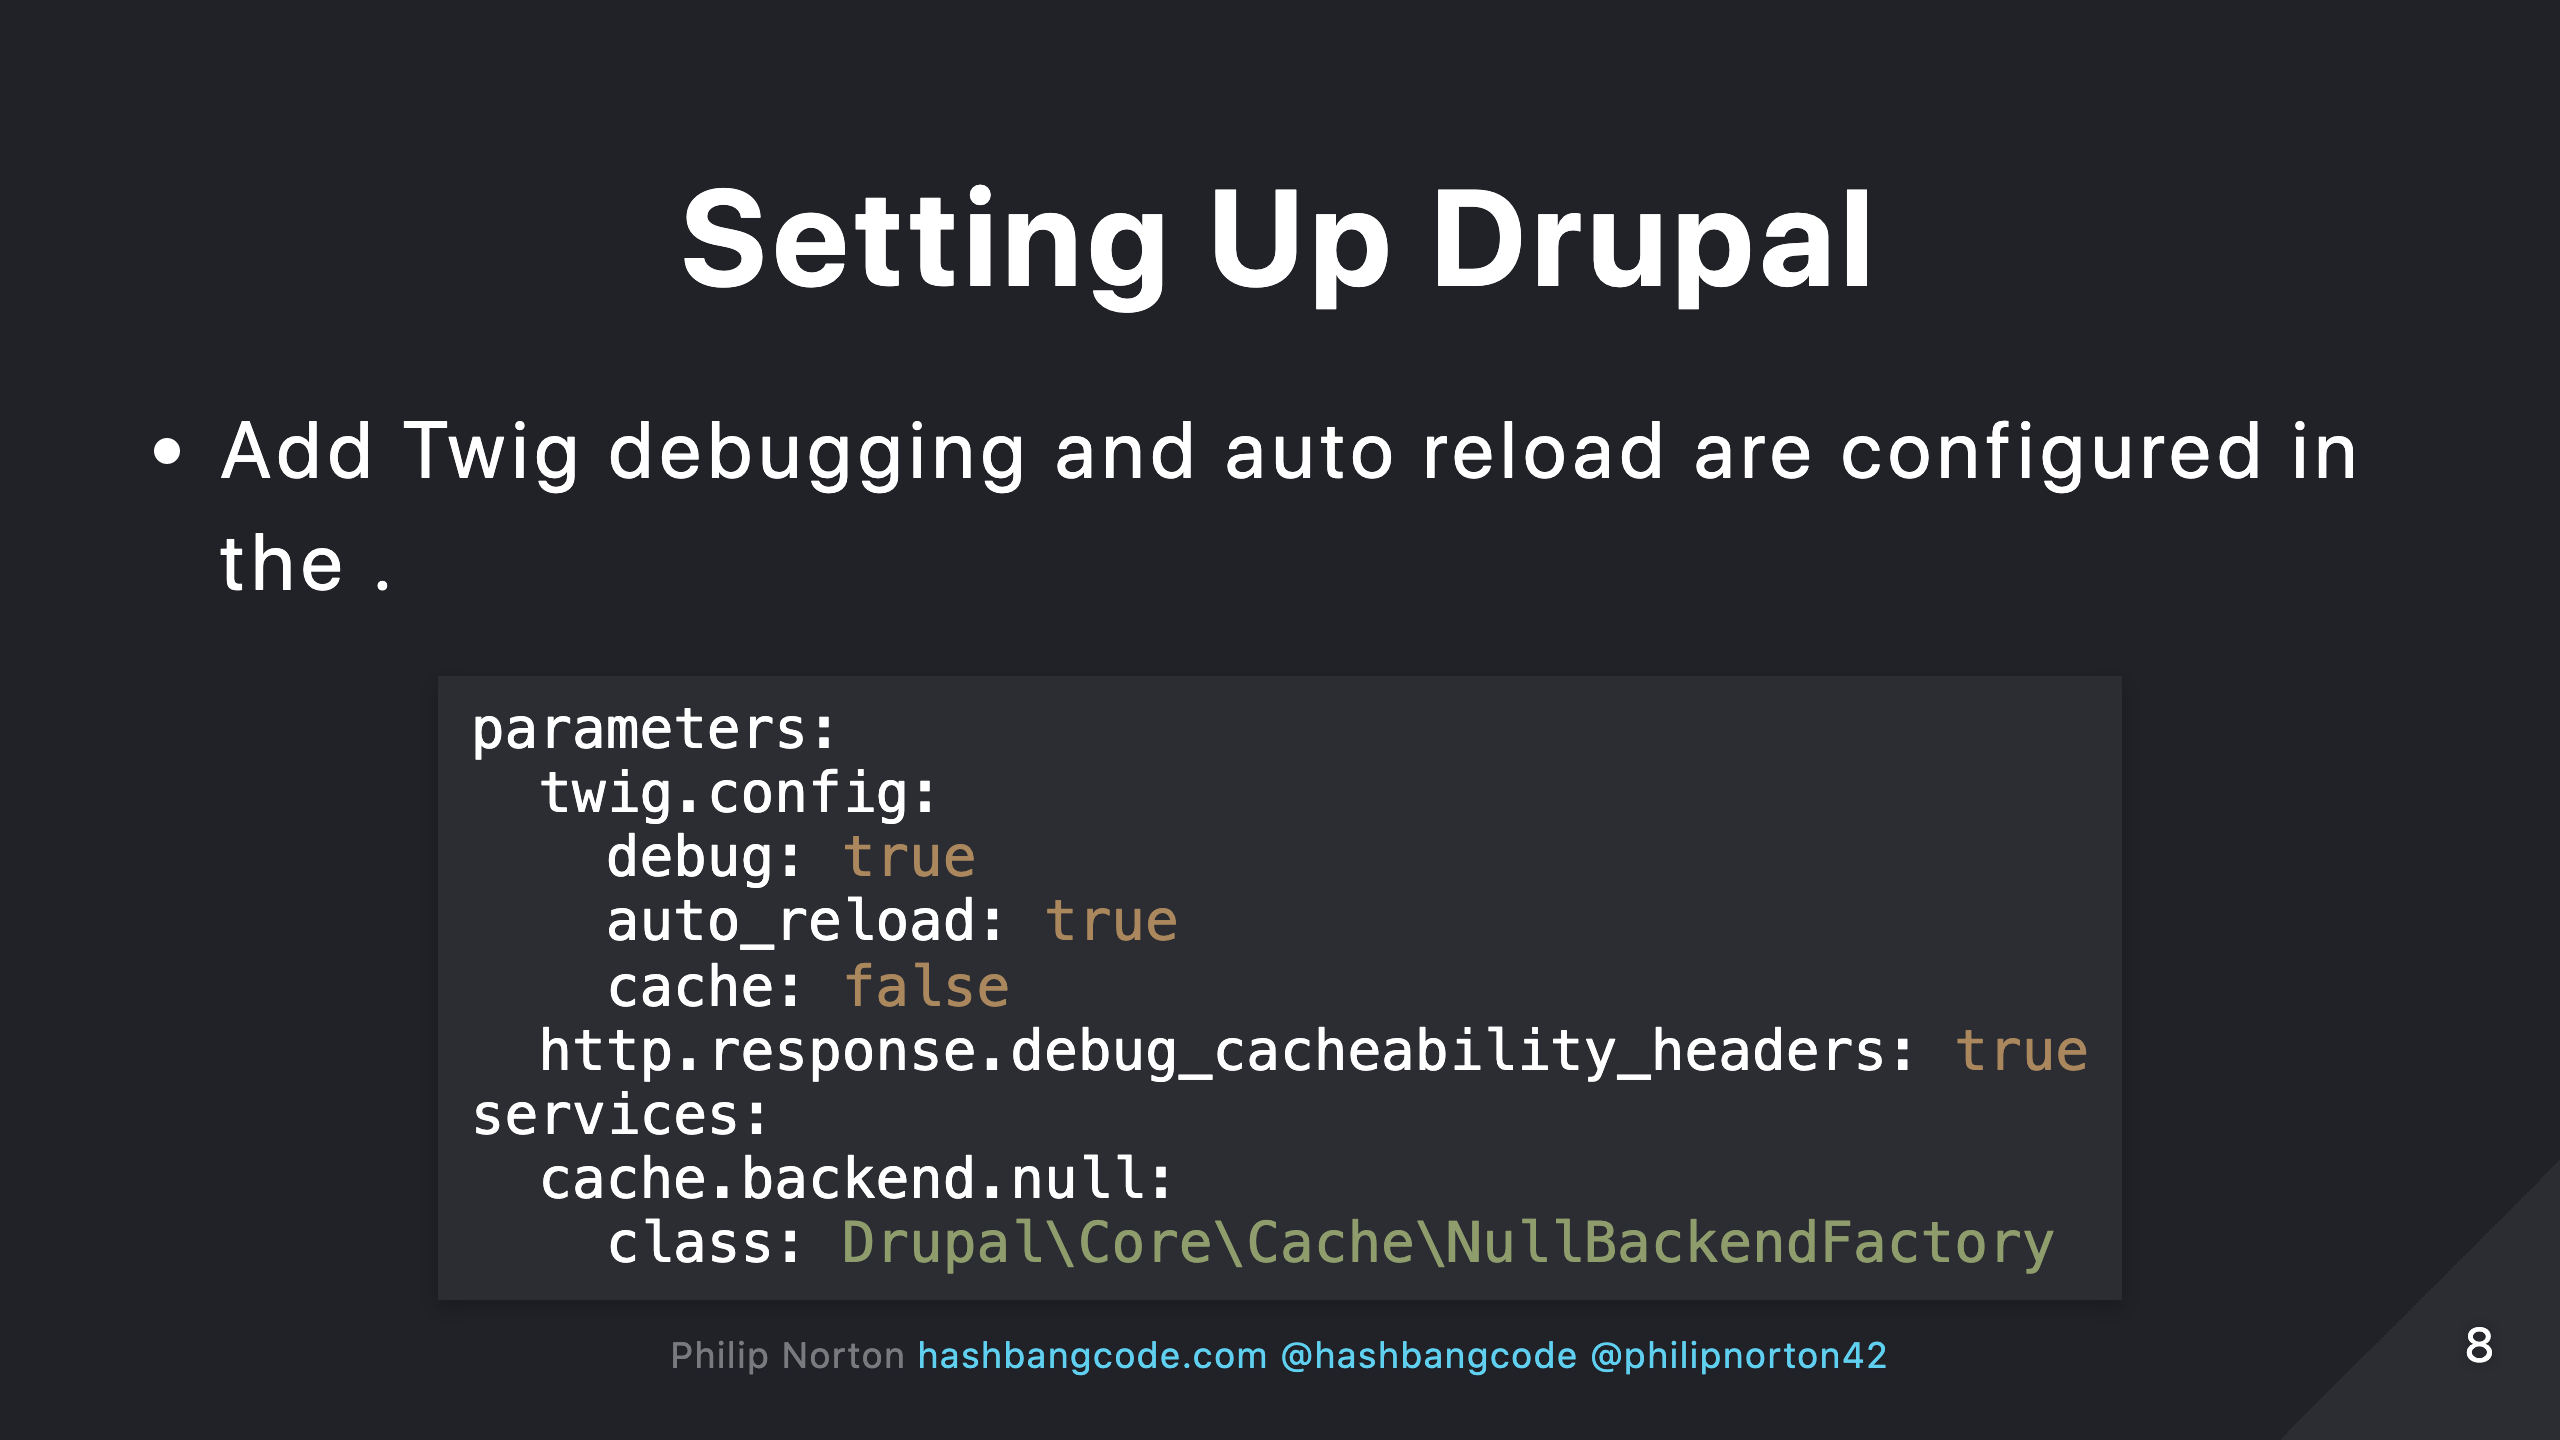 Setting Up Drupal
• Add Twig debugging and auto reload are configured in
the .
parameters:
  twig.config:
    debug: true
    auto_reload: true
    cache: false
  http.response.debug_cacheability_headers: true
services:
  cache.backend.null:
    class: Drupal\Core\Cache\NullBackendFactory
Philip Norton hashbangcode.com @hashbangcode @philipnorton42
8